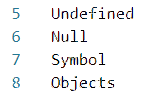 5 Undefined
6 Null
7 Symbol
8 Objects